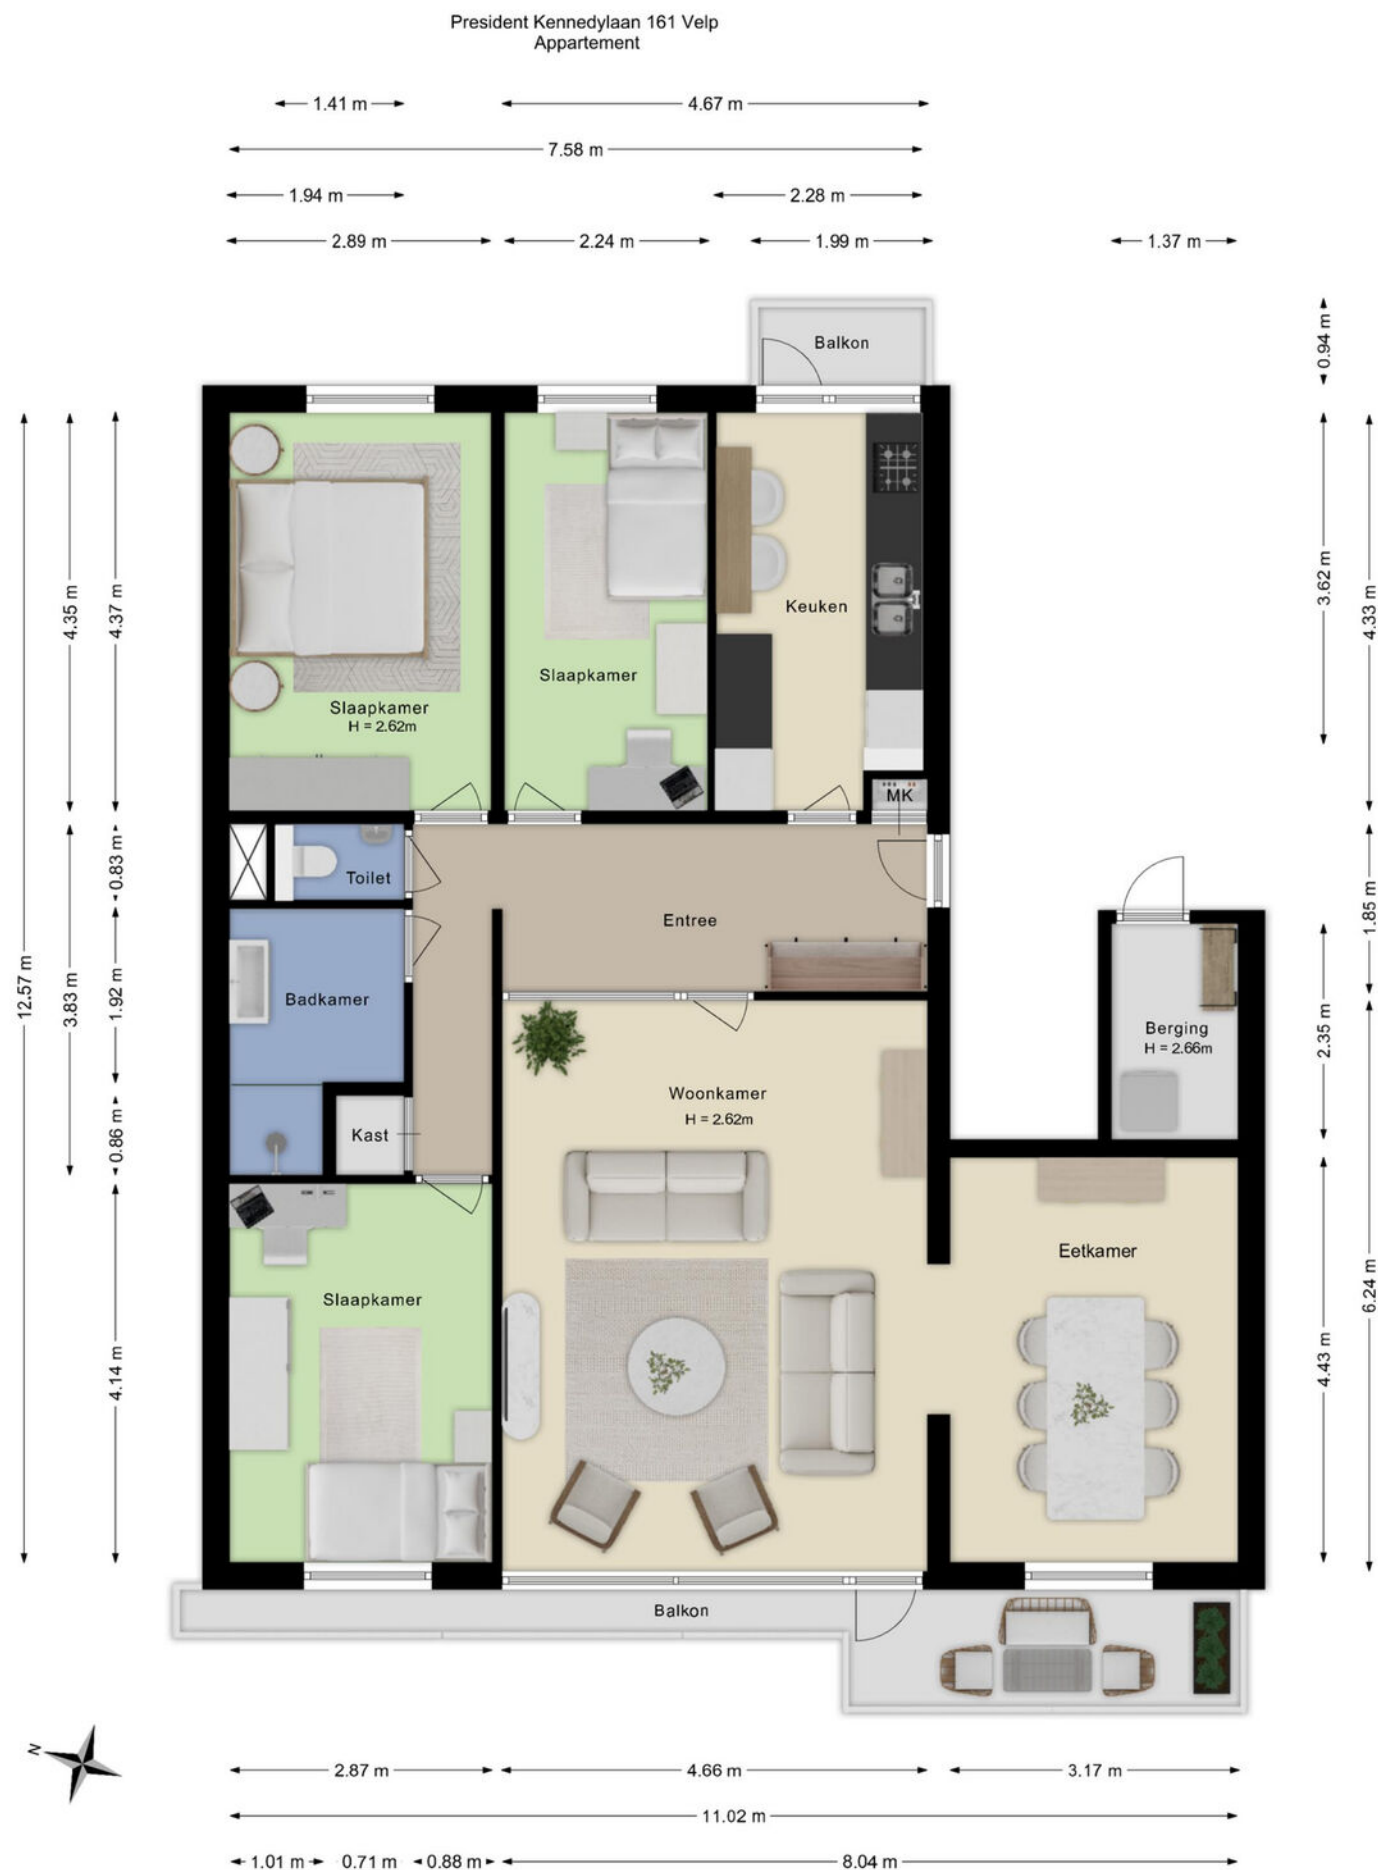 President Kennedylaan 161 Velp
Appartement
1.41 m
4.67 m
7.58 m
1.94 m
2.28 m
2.89 m
2.24 m
1.99 m
1.37 m
0.94 m
Balkon
12.57 m
4.35 m
4.37 m
3.62 m
4.33 m
Keuken
Slaapkamer
Slaapkamer
H = 2.62m
MK
Toilet
0.83 m
Entree
1.85 m
3.83 m
1.92 m
Badkamer
Berging
H = 2.66m
2.35 m
Woonkamer
H = 2.62m
0.86 m
Kast
Eetkamer
Slaapkamer
4.14 m
4.43 m
6.24 m
Balkon
N
2.87 m
4.66 m
3.17 m
11.02 m
1.01 m
0.71 m
0.88 m
8.04 m